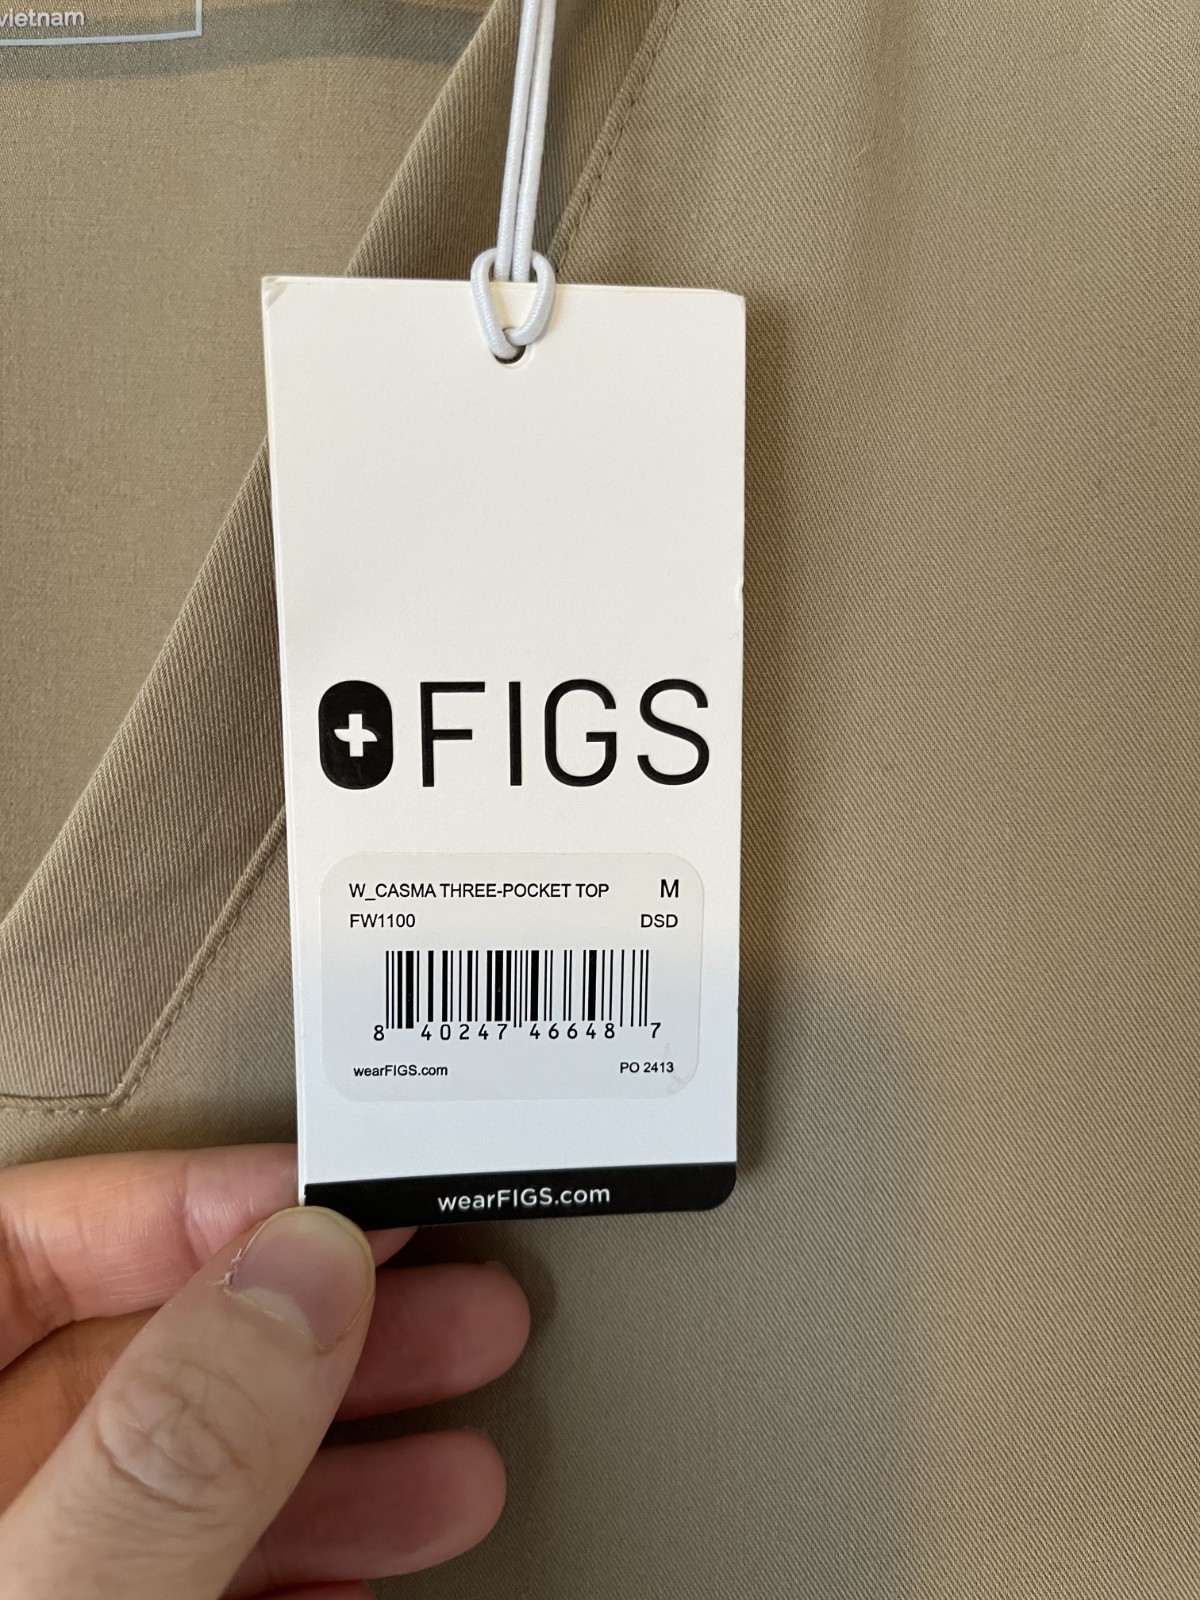 vietnam
FIGS
W_CASMA THREE-POCKET TOP M
FW1100 DSD
8 40247 46648 7
wearFIGS.com PO 2413
wearFIGS.com